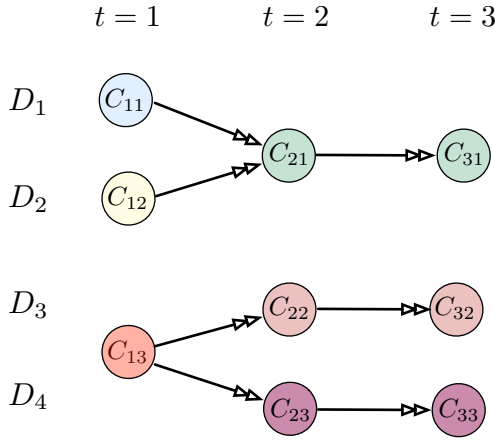 t = 1 t = 2 t = 3
D₁ C₁₁
C₂₁ C₃₁
D₂ C₁₂
D₃ C₂₂ C₃₂
C₁₃
D₄ C₂₃ C₃₃